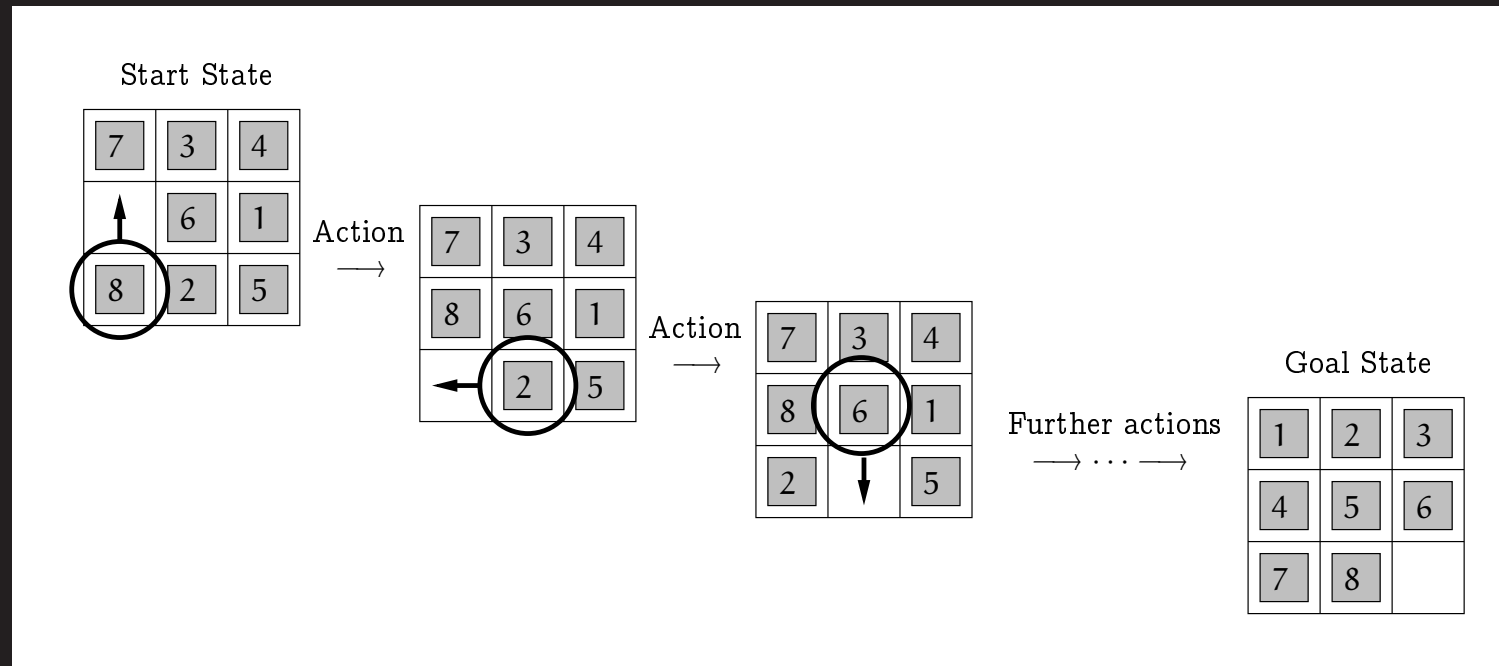 Start State
7 3 4
6 1
8 2 5
Action
→
7 3 4
8 6 1
2 5
Action
→
7 3 4
8 6 1
2 5
Further actions
→ ··· →
Goal State
1 2 3
4 5 6
7 8